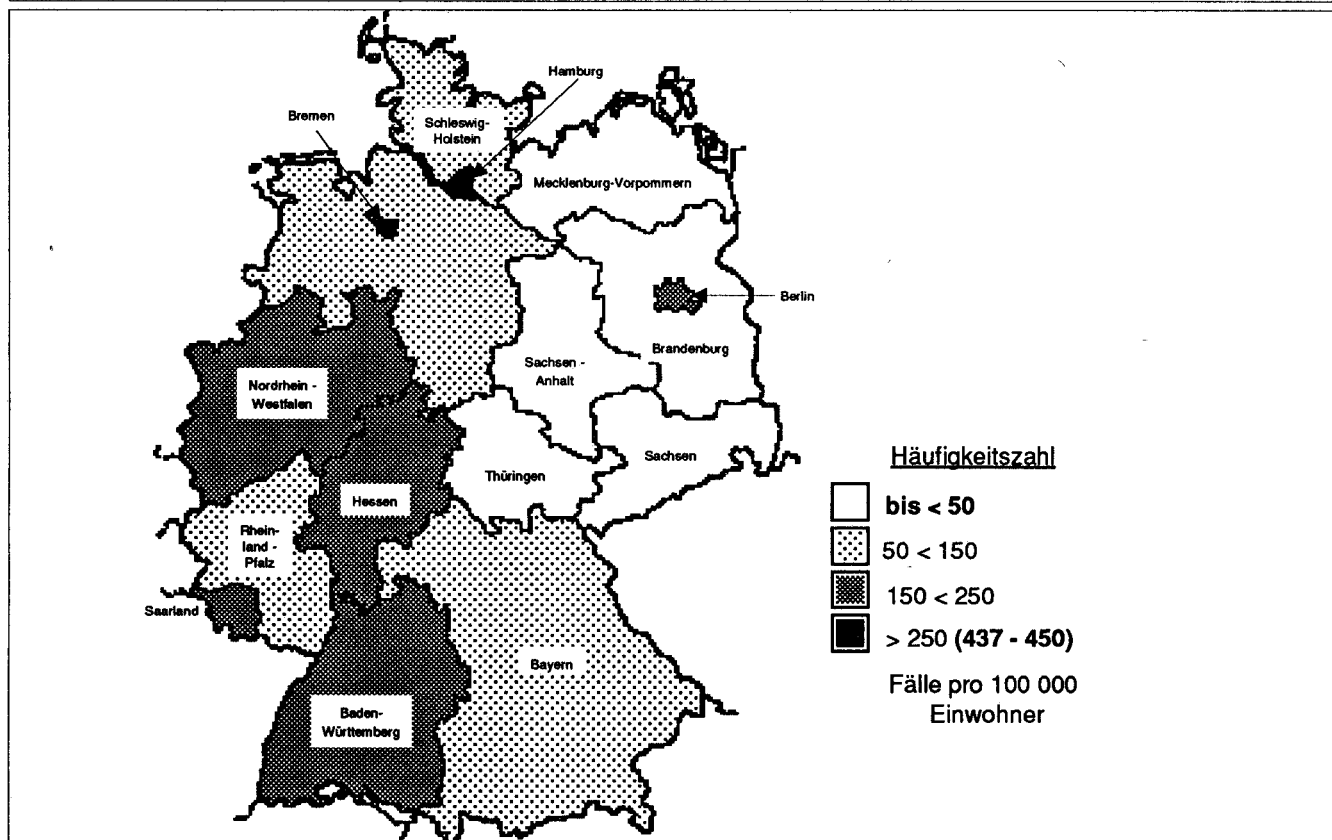 Hamburg
Bremen
Schleswig-
Holstein
Mecklenburg-Vorpommern
Berlin
Brandenburg
Sachsen -
Anhalt
Nordrhein -
Westfalen
Sachsen
Thüringen
Hessen
Rhein-
land -
Pfalz
Saarland
Bayern
Baden-
Württemberg
Häufigkeitszahl
bis < 50
50 < 150
150 < 250
> 250 (437 - 450)
Fälle pro 100 000
Einwohner